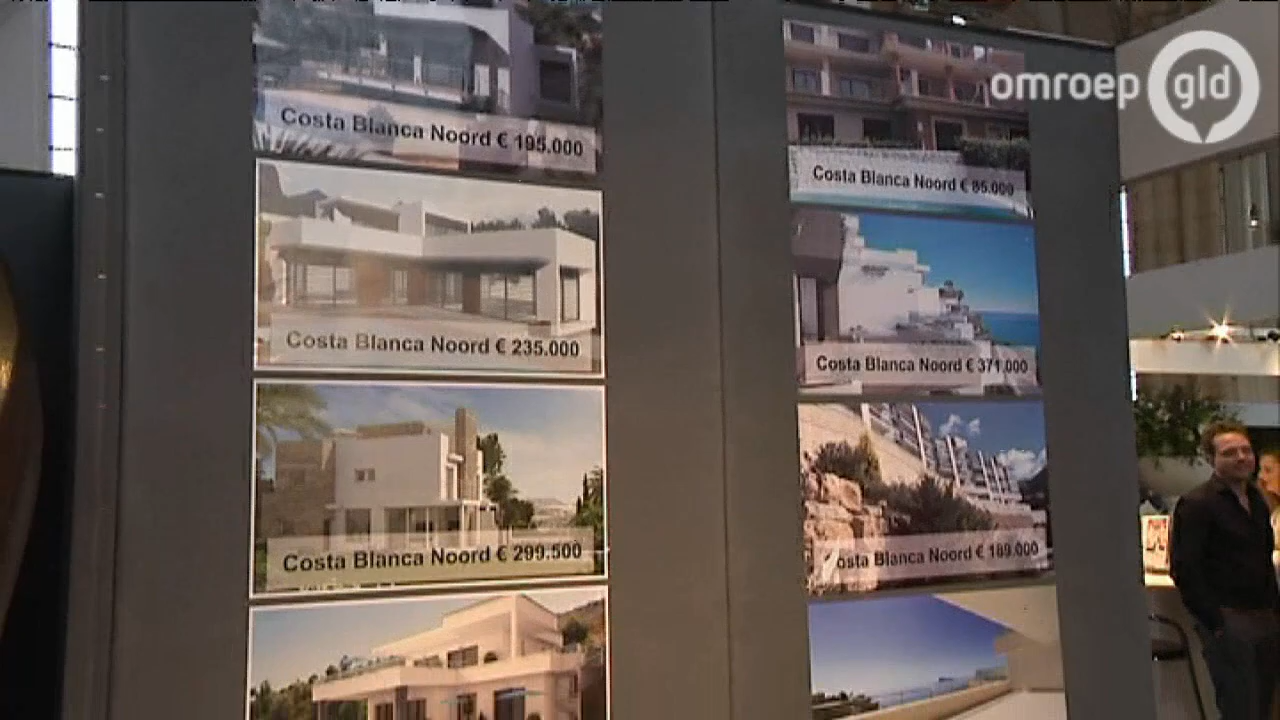 Costa Blanca Noord € 195.000
Costa Blanca Noord € 235.000
Costa Blanca Noord € 299.500
Costa Blanca Noord € 85.000
Costa Blanca Noord € 371.000
Costa Blanca Noord € 189.000
omroep gld